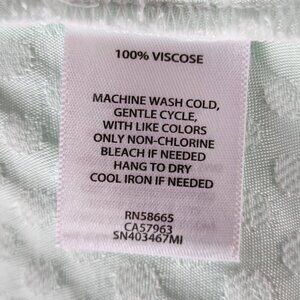 100% VISCOSE
MACHINE WASH COLD,
GENTLE CYCLE,
WITH LIKE COLORS
ONLY NON-CHLORINE
BLEACH IF NEEDED
HANG TO DRY
COOL IRON IF NEEDED
RN58665
CA57963
SN403467MI